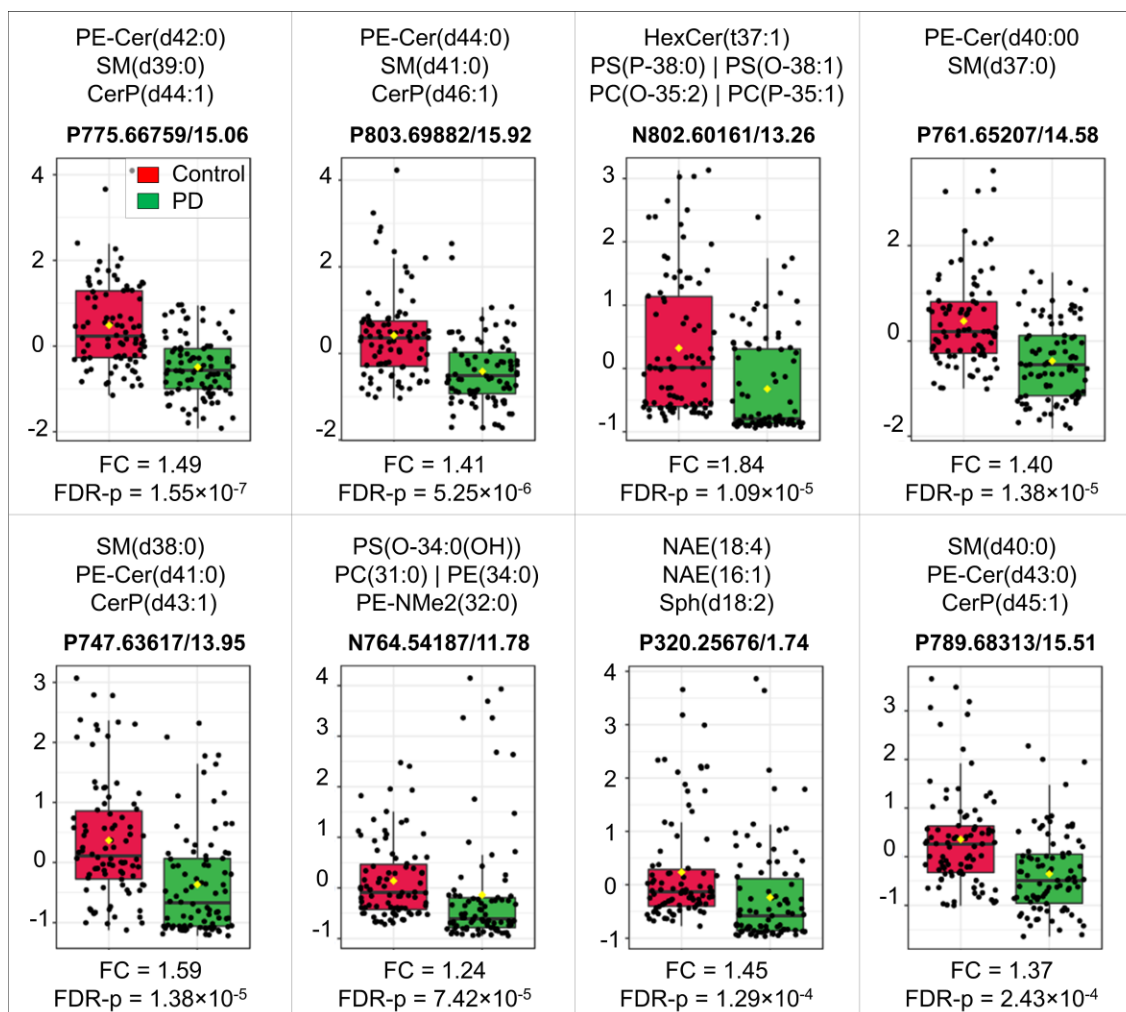 PE-Cer(d42:0)
SM(d39:0)
CerP(d44:1)
P775.66759/15.06
4
2
0
-2
Control
PD
FC = 1.49
FDR-p = 1.55×10⁻⁷
PE-Cer(d44:0)
SM(d41:0)
CerP(d46:1)
P803.69882/15.92
4
2
0
-2
FC = 1.41
FDR-p = 5.25×10⁻⁶
HexCer(t37:1)
PS(P-38:0) | PS(O-38:1)
PC(O-35:2) | PC(P-35:1)
N802.60161/13.26
3
2
1
0
-1
FC =1.84
FDR-p = 1.09×10⁻⁵
PE-Cer(d40:00
SM(d37:0)
P761.65207/14.58
2
0
-2
FC = 1.40
FDR-p = 1.38×10⁻⁵
SM(d38:0)
PE-Cer(d41:0)
CerP(d43:1)
P747.63617/13.95
3
2
1
0
-1
FC = 1.59
FDR-p = 1.38×10⁻⁵
PS(O-34:0(OH))
PC(31:0) | PE(34:0)
PE-NMe2(32:0)
N764.54187/11.78
4
3
2
1
0
-1
FC = 1.24
FDR-p = 7.42×10⁻⁵
NAE(18:4)
NAE(16:1)
Sph(d18:2)
P320.25676/1.74
4
3
2
1
0
-1
FC = 1.45
FDR-p = 1.29×10⁻⁴
SM(d40:0)
PE-Cer(d43:0)
CerP(d45:1)
P789.68313/15.51
3
2
1
0
-1
FC = 1.37
FDR-p = 2.43×10⁻⁴